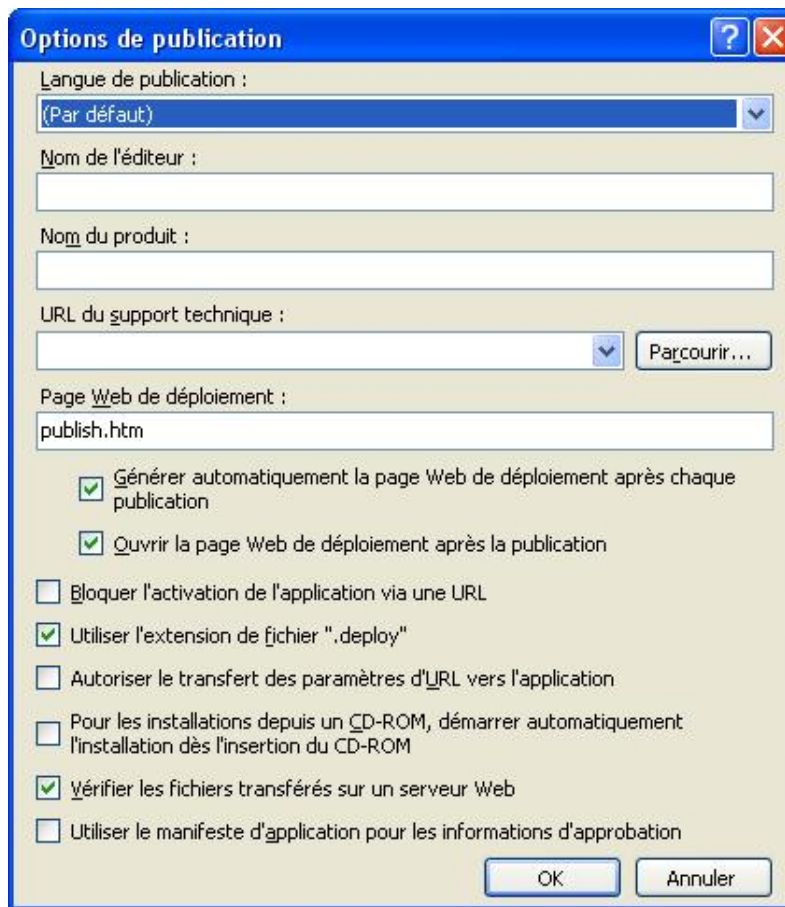 Options de publication
Langue de publication :
(Par défaut)
Nom de l'éditeur :
Nom du produit :
URL du support technique :
Parcourir...
Page Web de déploiement :
publish.htm
Générer automatiquement la page Web de déploiement après chaque
publication
Ouvrir la page Web de déploiement après la publication
Bloquer l'activation de l'application via une URL
Utiliser l'extension de fichier ".deploy"
Autoriser le transfert des paramètres d'URL vers l'application
Pour les installations depuis un CD-ROM, démarrer automatiquement
l'installation dès l'insertion du CD-ROM
Vérifier les fichiers transférés sur un serveur Web
Utiliser le manifeste d'application pour les informations d'approbation
OK Annuler